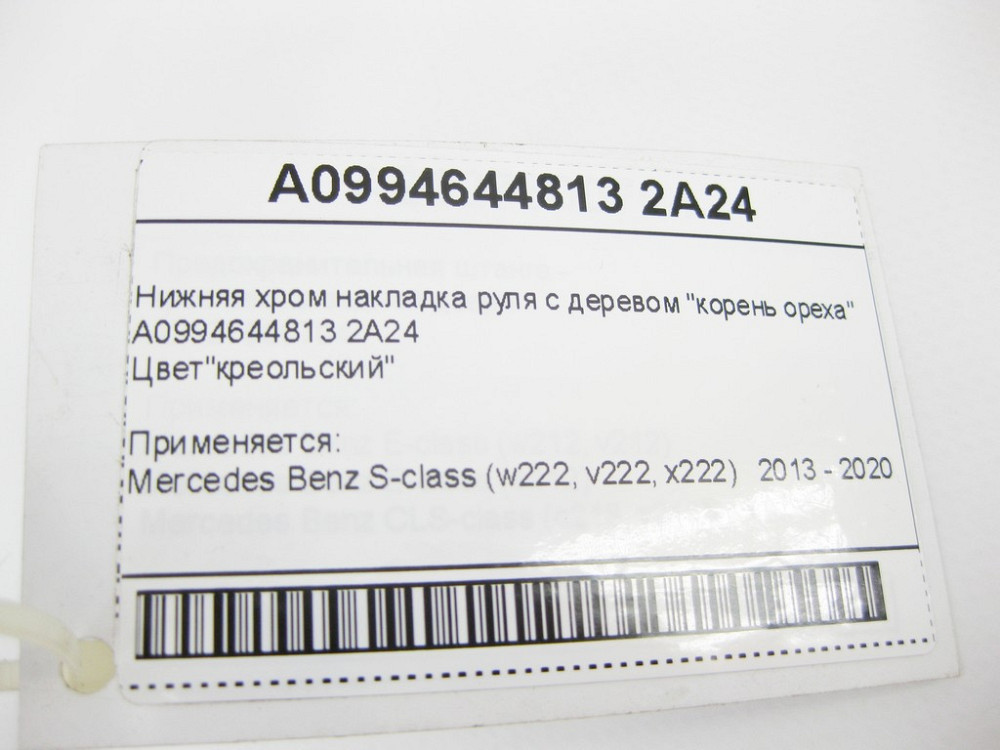 A0994644813 2A24
Нижняя хром накладка руля с деревом "корень ореха"
A0994644813 2A24
Цвет"креольский"
Применяется:
Mercedes Benz S-class (w222, v222, x222) 2013 - 2020